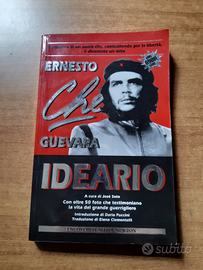 ERNESTO
Che
GUEVARA
IDEARIO
A cura di José Soto
Con oltre 50 foto che testimoniano
la vita del grande guerrigliero
Introduzione di Dario Puccini
Traduzione di Elena Clementelli
subito